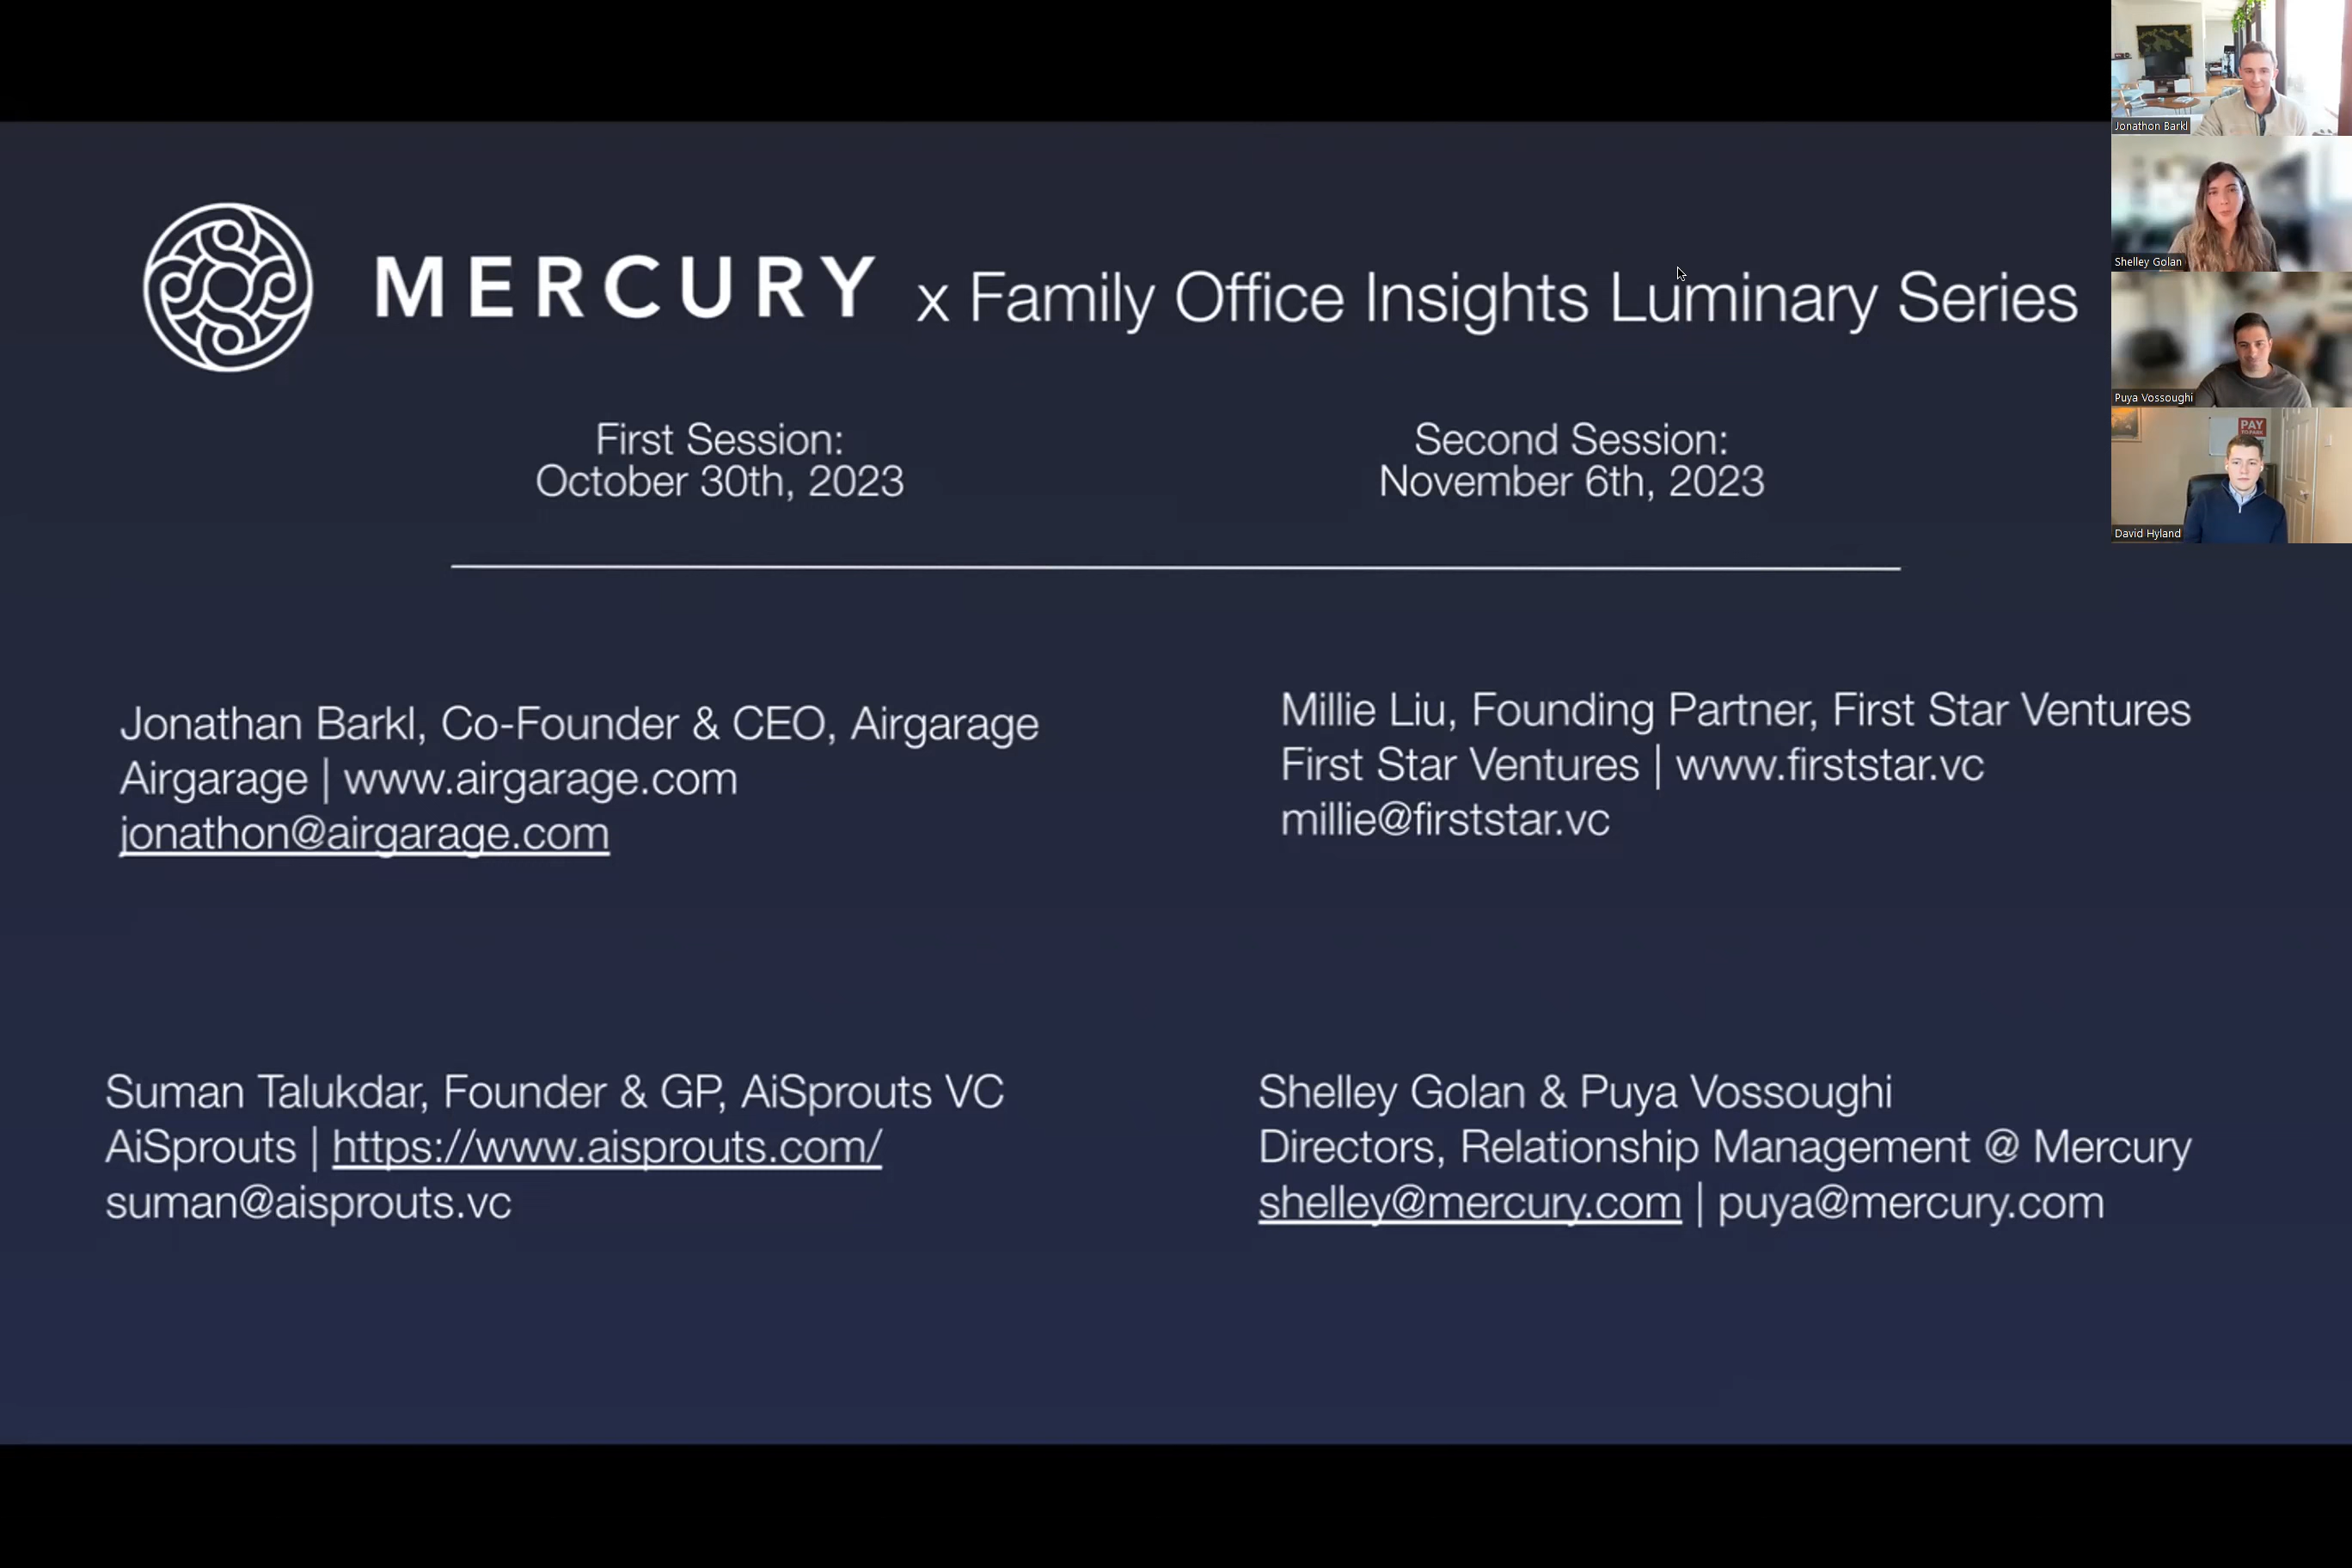 MERCURY x Family Office Insights Luminary Series
First Session:
October 30th, 2023
Second Session:
November 6th, 2023
Jonathan Barkl, Co-Founder & CEO, Airgarage
Airgarage | www.airgarage.com
jonathon@airgarage.com
Millie Liu, Founding Partner, First Star Ventures
First Star Ventures | www.firststar.vc
millie@firststar.vc
Suman Talukdar, Founder & GP, AiSprouts VC
AiSprouts | https://www.aisprouts.com/
suman@aisprouts.vc
Shelley Golan & Puya Vossoughi
Directors, Relationship Management @ Mercury
shelley@mercury.com | puya@mercury.com
Jonathon Barkl
Shelley Golan
Puya Vossoughi
PAY
TO PARK
David Hyland